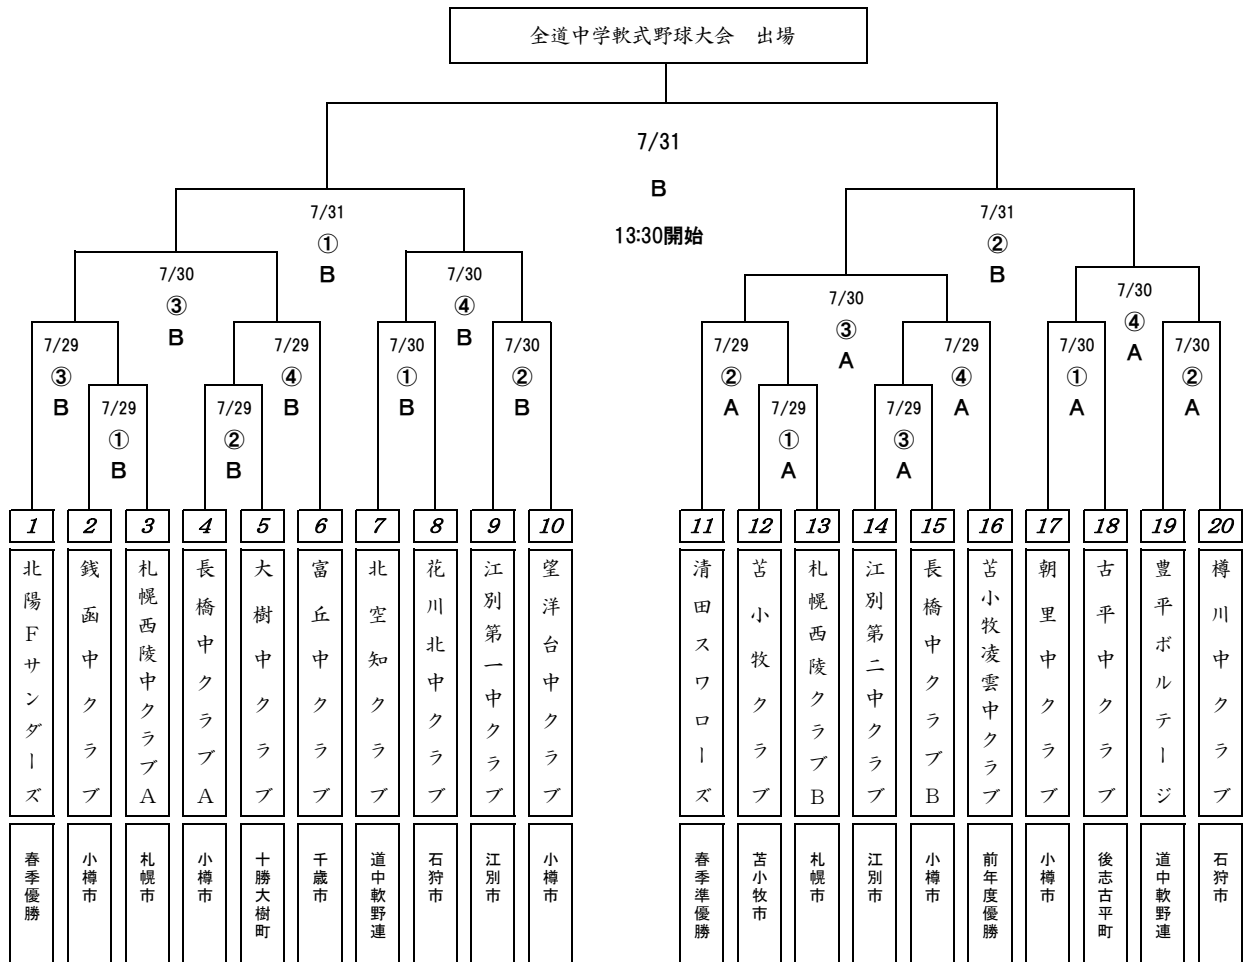 全道中学軟式野球大会　出場
7/31
B
13:30開始
7/31
①
B
7/31
②
B
7/30
③
B
7/30
④
B
7/30
③
A
7/30
④
A
7/29
③
B
7/29
④
B
7/30
①
B
7/30
②
B
7/29
②
A
7/29
④
A
7/30
①
A
7/30
②
A
7/29
①
B
7/29
②
B
7/29
①
A
7/29
③
A
1
2
3
4
5
6
7
8
9
10
11
12
13
14
15
16
17
18
19
20
北陽Fサンダーズ
銭函中クラブ
札幌西陵中クラブA
長橋中クラブA
大樹中クラブ
富丘中クラブ
北空知クラブ
花川北中クラブ
江別第一中クラブ
望洋台中クラブ
清田スワローズ
苫小牧クラブ
札幌西陵クラブB
江別第二中クラブ
長橋中クラブB
苫小牧凌雲中クラブ
朝里中クラブ
古平中クラブ
豊平ボルテージ
樽川中クラブ
春季優勝
小樽市
札幌市
小樽市
十勝大樹町
千歳市
道中軟野連
石狩市
江別市
小樽市
春季準優勝
苫小牧市
札幌市
江別市
小樽市
前年度優勝
小樽市
後志古平町
道中軟野連
石狩市